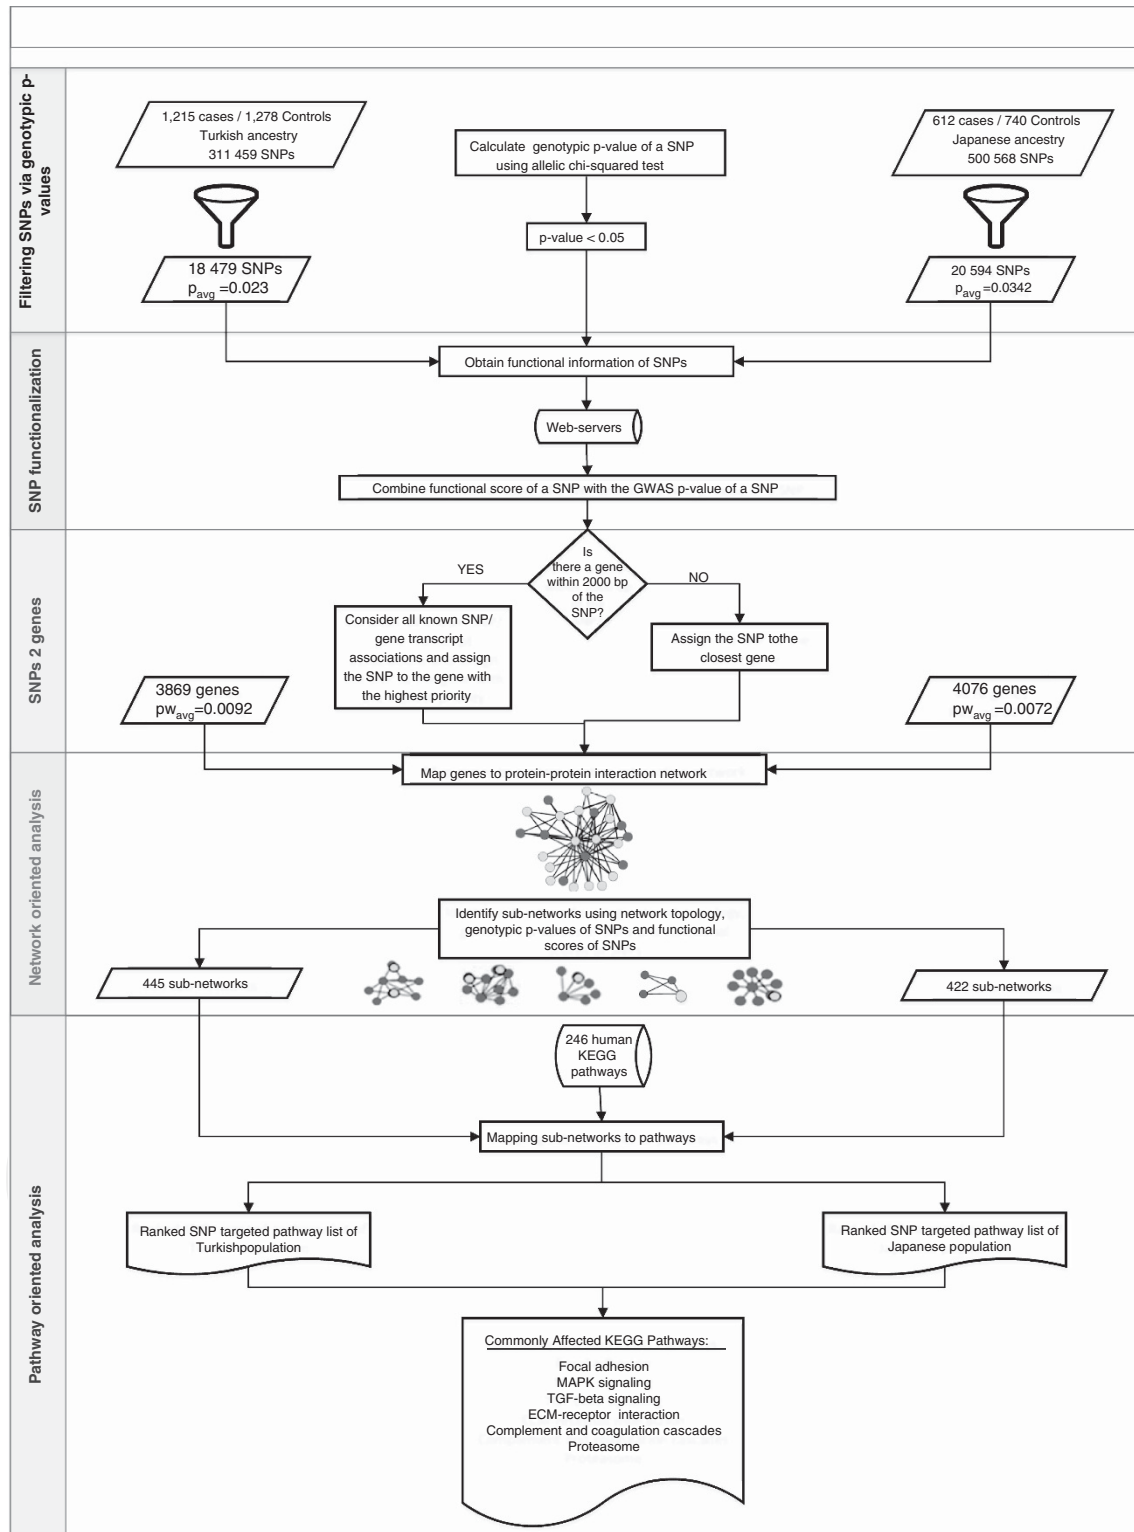 Filtering SNPs via genotypic p-
values
1,215 cases / 1,278 Controls
Turkish ancestry
311 459 SNPs
Calculate genotypic p-value of a SNP
using allelic chi-squared test
612 cases / 740 Controls
Japanese ancestry
500 568 SNPs
p-value < 0.05
18 479 SNPs
pavg =0.023
20 594 SNPs
pavg =0.0342
SNP functionalization
Obtain functional information of SNPs
Web-servers
Combine functional score of a SNP with the GWAS p-value of a SNP
SNPs 2 genes
Is
there a gene
within 2000 bp
of the
SNP?
YES
NO
Consider all known SNP/
gene transcript
associations and assign
the SNP to the gene with
the highest priority
Assign the SNP tothe
closest gene
3869 genes
pwavg=0.0092
4076 genes
pwavg=0.0072
Network oriented analysis
Map genes to protein-protein interaction network
Identify sub-networks using network topology,
genotypic p-values of SNPs and functional
scores of SNPs
445 sub-networks
422 sub-networks
Pathway oriented analysis
246 human
KEGG
pathways
Mapping sub-networks to pathways
Ranked SNP targeted pathway list of
Turkishpopulation
Ranked SNP targeted pathway list of
Japanese population
Commonly Affected KEGG Pathways:
Focal adhesion
MAPK signaling
TGF-beta signaling
ECM-receptor interaction
Complement and coagulation cascades
Proteasome